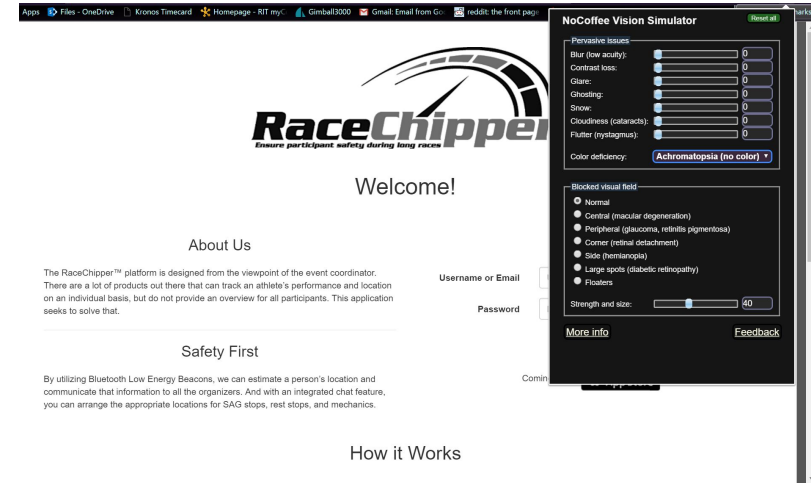 Apps Files - OneDrive Kronos Timecard Homepage - RIT myC Gimball3000 Gmail: Email from Goo reddit: the front page
arks
RaceChipper
Ensure participant safety during long races
Welcome!
About Us
The RaceChipper™ platform is designed from the viewpoint of the event coordinator.
There are a lot of products out there that can track an athlete's performance and location
on an individual basis, but do not provide an overview for all participants. This application
seeks to solve that.
Username or Email
Password
Safety First
By utilizing Bluetooth Low Energy Beacons, we can estimate a person's location and
communicate that information to all the organizers. And with an integrated chat feature,
you can arrange the appropriate locations for SAG stops, rest stops, and mechanics.
Comin
How it Works
NoCoffee Vision Simulator Reset all
Pervasive issues
Blur (low acuity): 0
Contrast loss: 0
Glare: 0
Ghosting: 0
Snow: 0
Cloudiness (cataracts): 0
Flutter (nystagmus): 0
Color deficiency: Achromatopsia (no color)
Blocked visual field
Normal
Central (macular degeneration)
Peripheral (glaucoma, retinitis pigmentosa)
Corner (retinal detachment)
Side (hemianopia)
Large spots (diabetic retinopathy)
Floaters
Strength and size: 40
More info Feedback